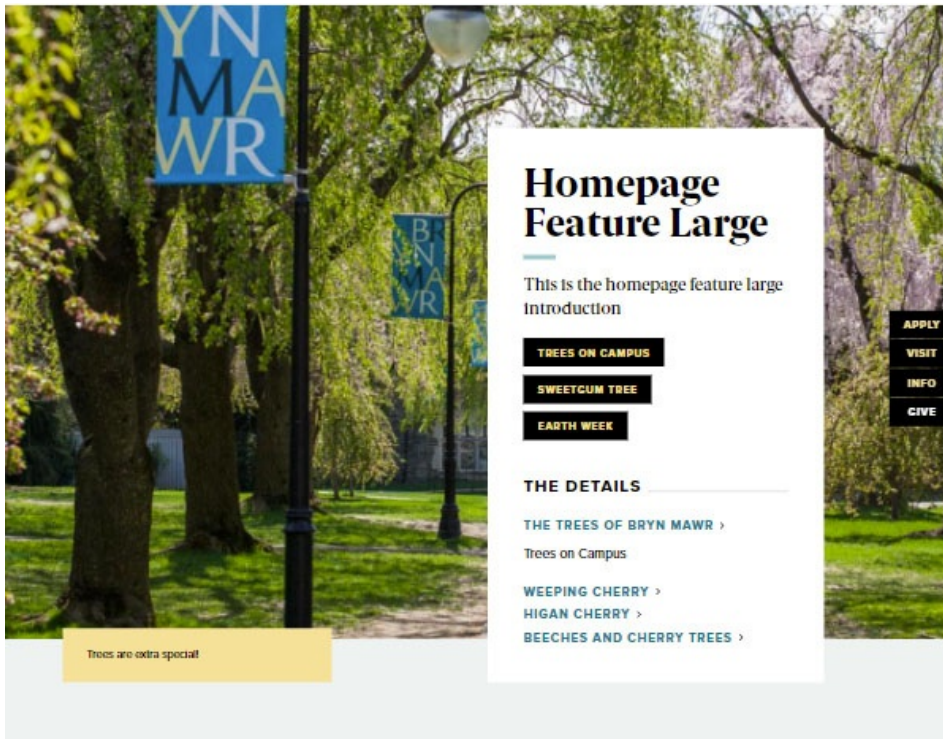 YN
MA
WR
BR
YN
MA
WR
Homepage
Feature Large
This is the homepage feature large
introduction
TREES ON CAMPUS
SWEETGUM TREE
EARTH WEEK
APPLY
VISIT
INFO
GIVE
THE DETAILS
THE TREES OF BRYN MAWR ›
Trees on Campus
WEEPING CHERRY ›
HIGAN CHERRY ›
BEECHES AND CHERRY TREES ›
Trees are extra special!